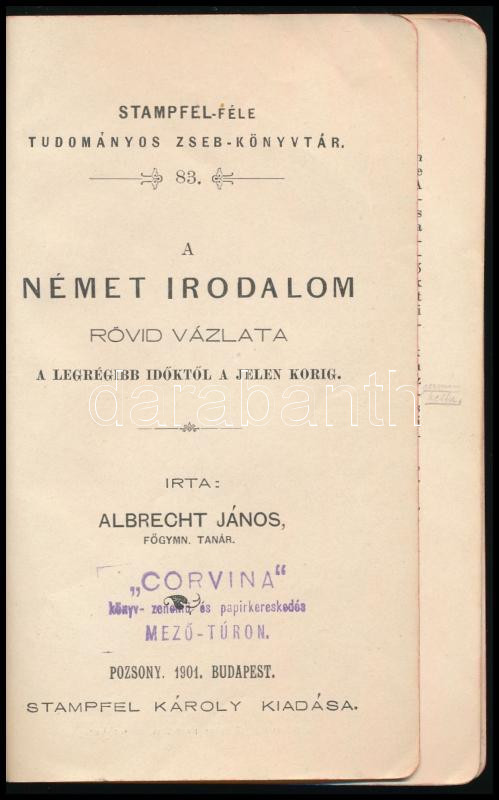 STAMPFEL-FÉLE
TUDOMÁNYOS ZSEB-KÖNYVTÁR.
83.
A
NÉMET IRODALOM
RÖVID VÁZLATA
A LEGRÉGIBB IDŐKTŐL A JELEN KORIG.
darabanth
IRTA:
ALBRECHT JÁNOS,
FŐGYMN. TANÁR.
„CORVINA“
könyv- zenemű és papirkereskedés
MEZŐ-TÚRON.
POZSONY. 1901. BUDAPEST.
STAMPFEL KÁROLY KIADÁSA.